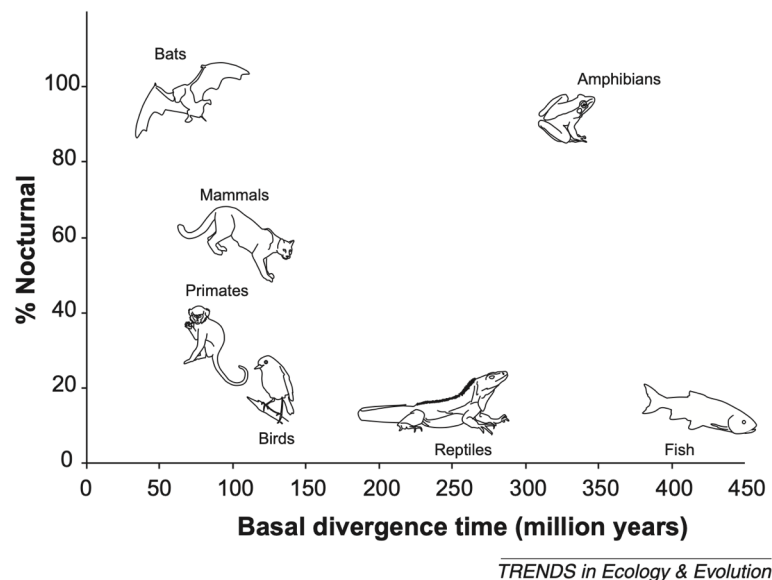 Bats
Amphibians
100
80
Mammals
60
Primates
40
20
Birds
Reptiles
Fish
0
% Nocturnal
0 50 100 150 200 250 300 350 400 450
Basal divergence time (million years)
TRENDS in Ecology & Evolution